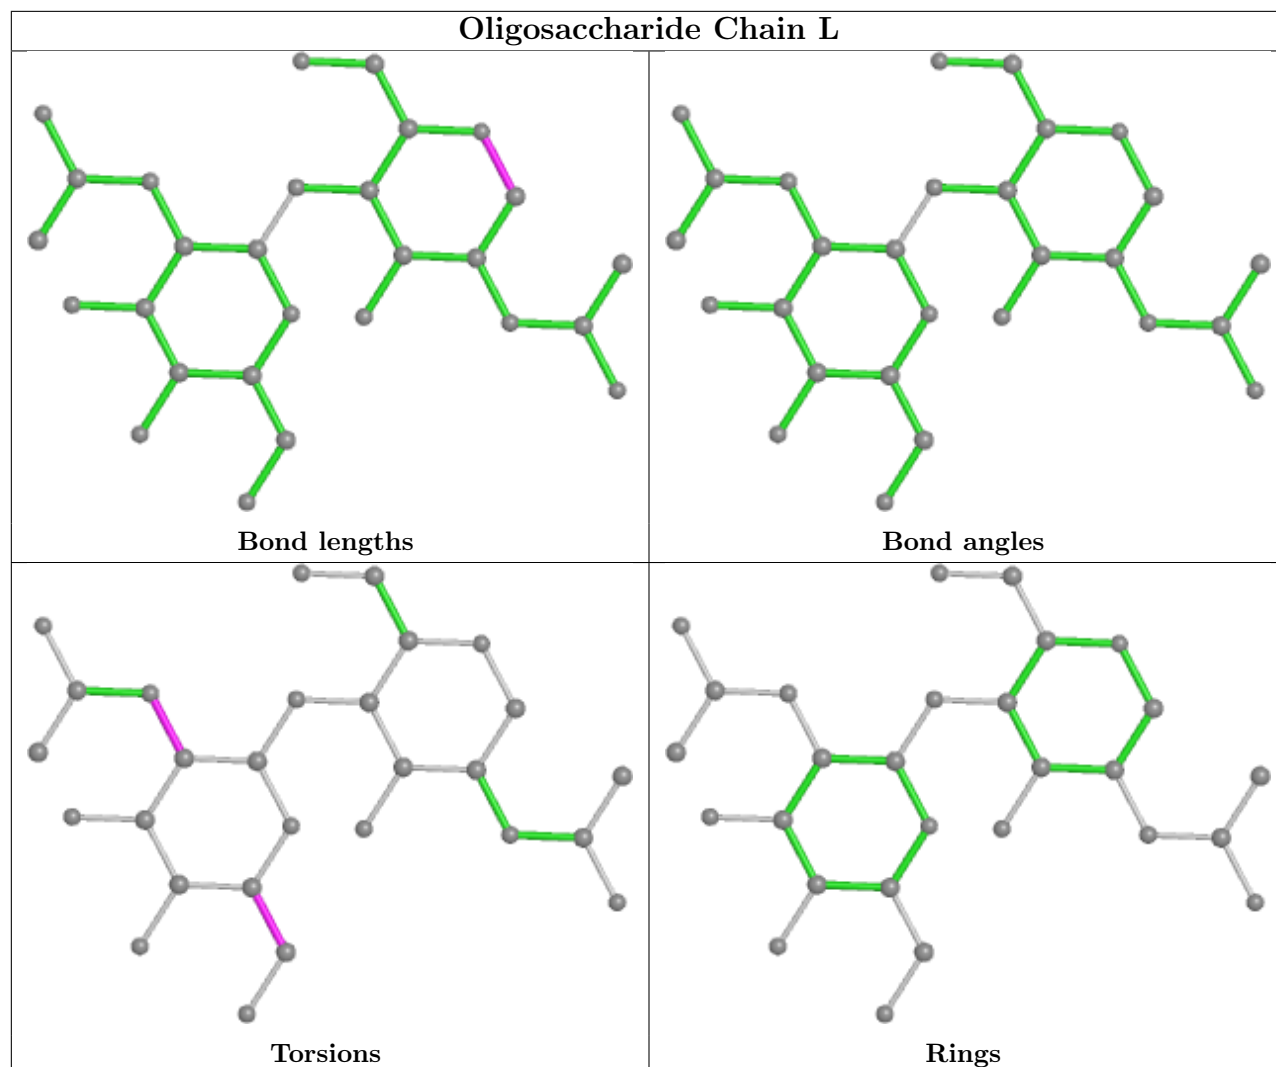 Oligosaccharide Chain L
Bond lengths
Bond angles
Torsions
Rings